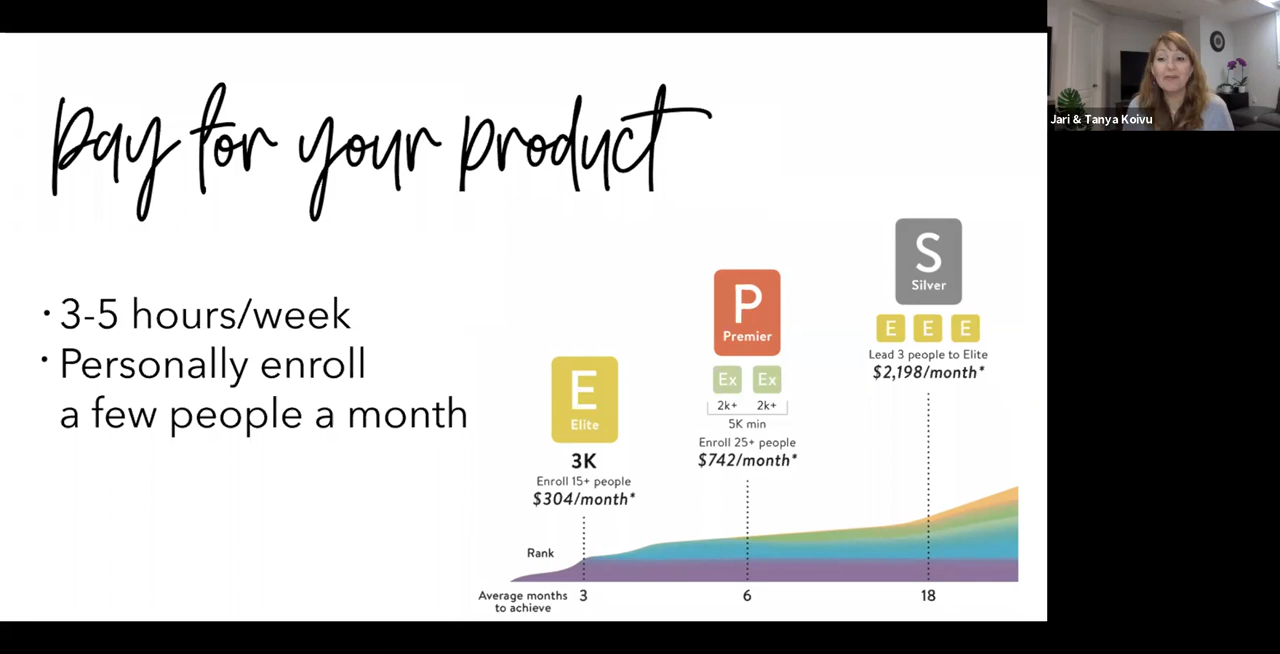 pay for your product
· 3-5 hours/week
· Personally enroll
a few people a month
E
Elite
3K
Enroll 15+ people
$304/month*
P
Premier
Ex Ex
2k+ 2k+
5K min
Enroll 25+ people
$742/month*
S
Silver
E E E
Lead 3 people to Elite
$2,198/month*
Rank
Average months
to achieve
3 6 18
Jari & Tanya Koivu